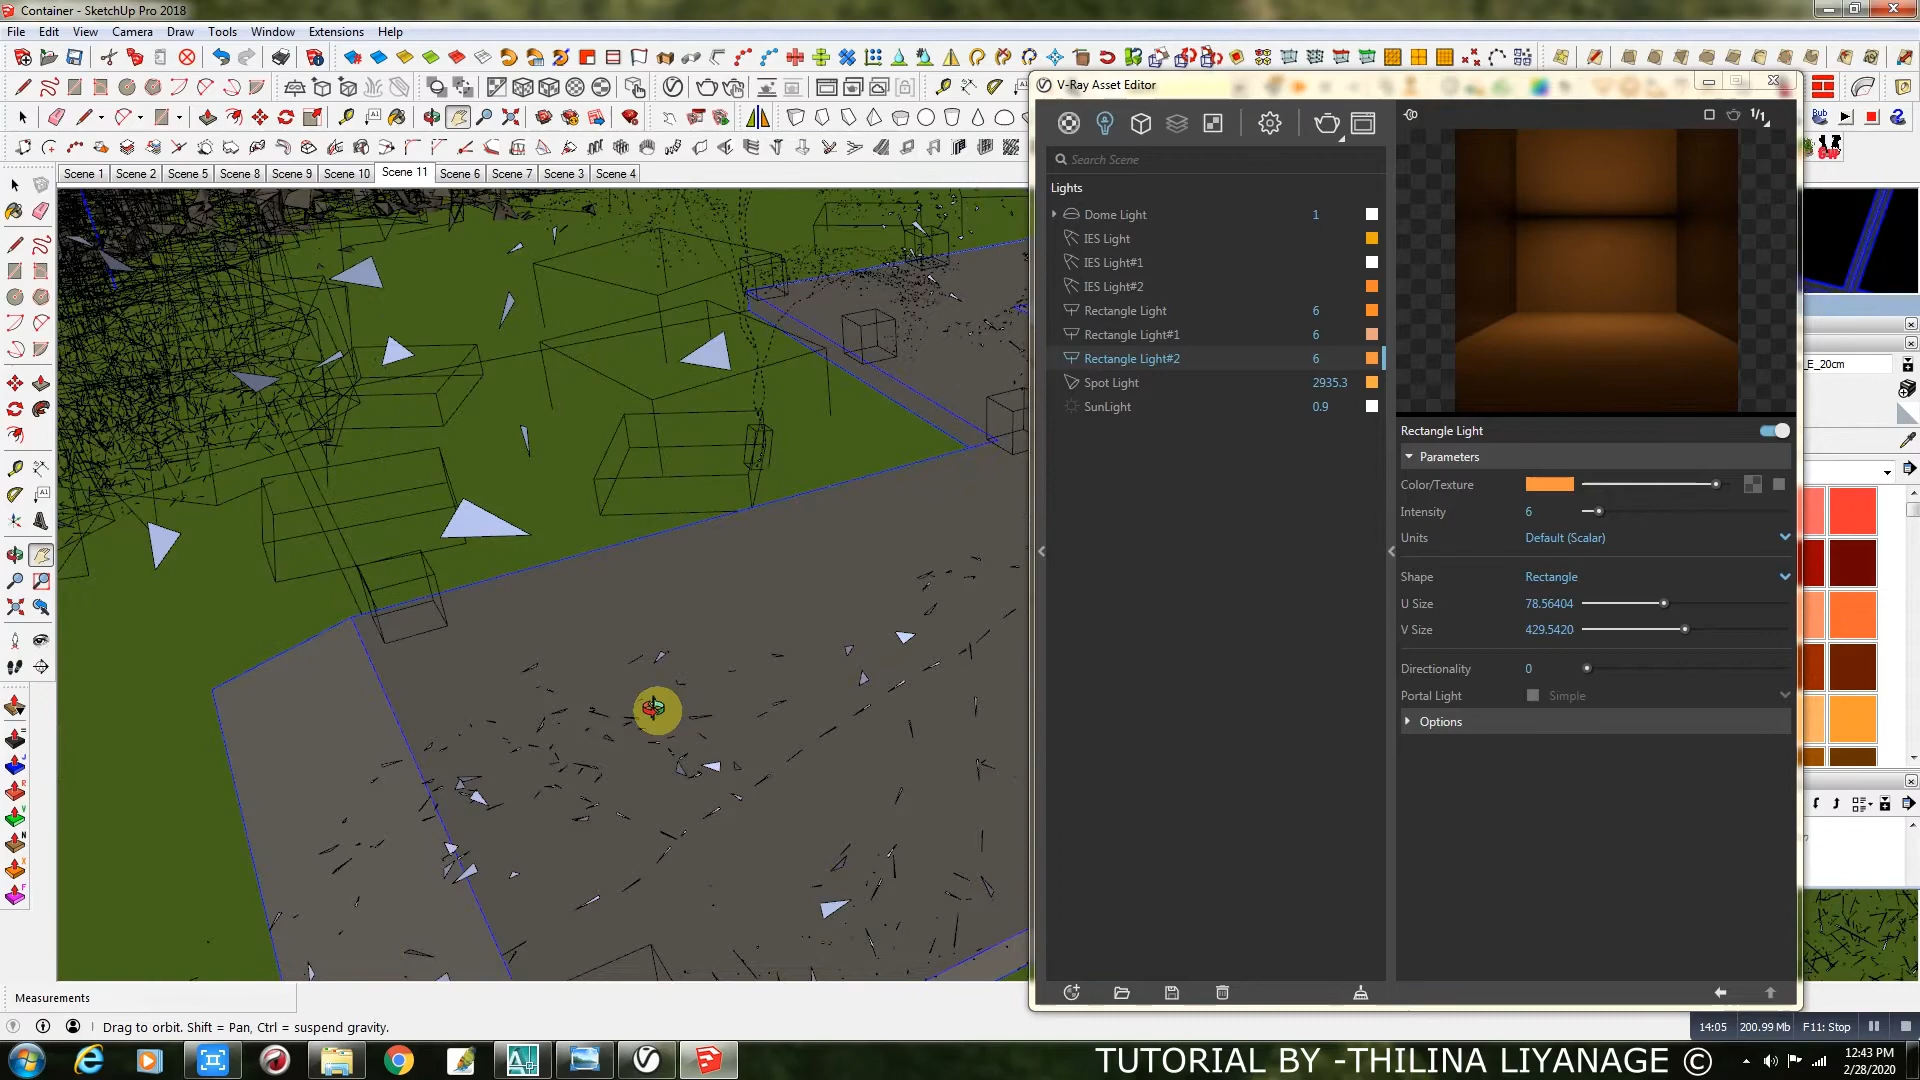 Container - SketchUp Pro 2018
File Edit View Camera Draw Tools Window Extensions Help
V-Ray Asset Editor
1/1
Scene 1 Scene 2 Scene 5 Scene 8 Scene 9 Scene 10 Scene 11 Scene 6 Scene 7 Scene 3 Scene 4
Search Scene
Lights
Dome Light 1
IES Light
IES Light#1
IES Light#2
Rectangle Light 6
Rectangle Light#1 6
Rectangle Light#2 6
Spot Light 2935.3
SunLight 0.9
_E_20cm
Rectangle Light
Parameters
Color/Texture
Intensity 6
Units Default (Scalar)
Shape Rectangle
U Size 78.56404
V Size 429.5420
Directionality 0
Portal Light Simple
Options
Measurements
Drag to orbit. Shift = Pan, Ctrl = suspend gravity.
14:05 200.99 Mb F11: Stop
TUTORIAL BY -THILINA LIYANAGE ©
12:43 PM
2/28/2020